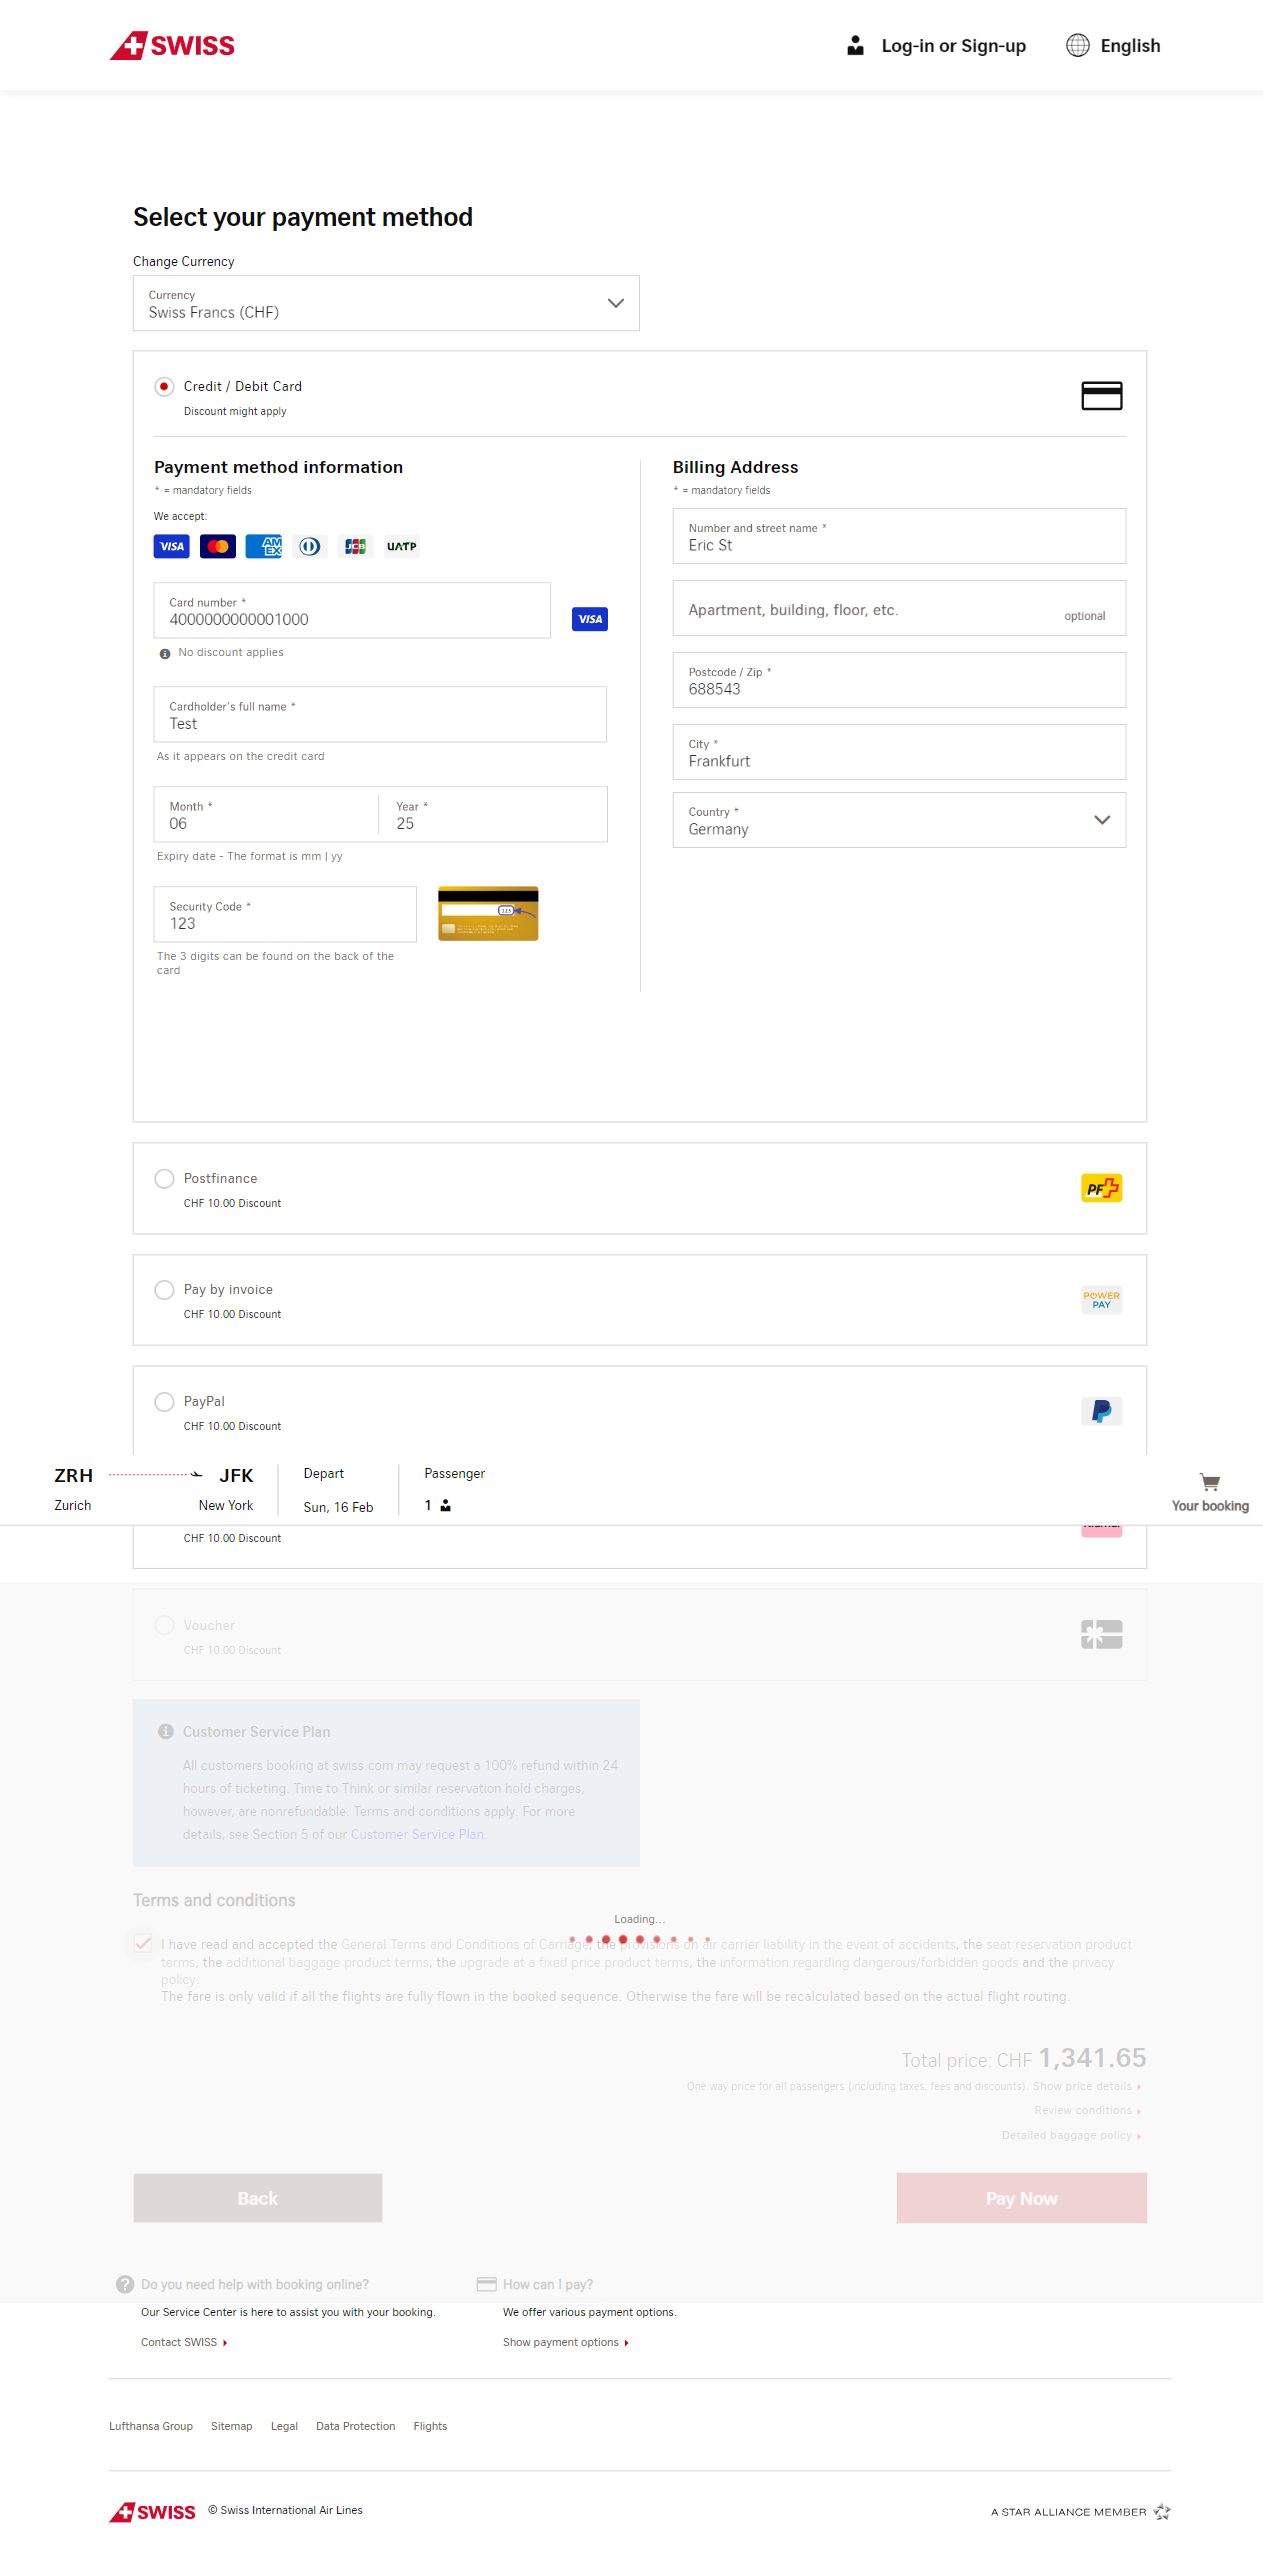 SWISS
Log-in or Sign-up
English
Select your payment method
Change Currency
Currency
Swiss Francs (CHF)
Credit / Debit Card
Discount might apply
Payment method information
* = mandatory fields
We accept:
VISA
AM EX
JCB
UATP
Card number *
4000000000001000
VISA
No discount applies
Cardholder's full name *
Test
As it appears on the credit card
Month *
06
Year *
25
Expiry date - The format is mm | yy
Security Code *
123
123
The 3 digits can be found on the back of the
card
Billing Address
* = mandatory fields
Number and street name *
Eric St
Apartment, building, floor, etc.
optional
Postcode / Zip *
688543
City *
Frankfurt
Country *
Germany
Postfinance
CHF 10.00 Discount
PF
Pay by invoice
CHF 10.00 Discount
POWER
PAY
PayPal
CHF 10.00 Discount
ZRH
JFK
Zurich
New York
Depart
Sun, 16 Feb
Passenger
1
Your booking
CHF 10.00 Discount
Voucher
CHF 10.00 Discount
Customer Service Plan
All customers booking at swiss.com may request a 100% refund within 24
hours of ticketing. Time to Think or similar reservation hold charges,
however, are nonrefundable. Terms and conditions apply. For more
details, see Section 5 of our Customer Service Plan.
Terms and conditions
Loading...
I have read and accepted the General Terms and Conditions of Carriage, the provisions on air carrier liability in the event of accidents, the seat reservation product
terms, the additional baggage product terms, the upgrade at a fixed price product terms, the information regarding dangerous/forbidden goods and the privacy
policy.
The fare is only valid if all the flights are fully flown in the booked sequence. Otherwise the fare will be recalculated based on the actual flight routing.
Total price: CHF 1,341.65
One way price for all passengers (including taxes, fees and discounts). Show price details
Review conditions
Detailed baggage policy
Back
Pay Now
Do you need help with booking online?
Our Service Center is here to assist you with your booking.
Contact SWISS
How can I pay?
We offer various payment options.
Show payment options
Lufthansa Group
Sitemap
Legal
Data Protection
Flights
SWISS
© Swiss International Air Lines
A STAR ALLIANCE MEMBER